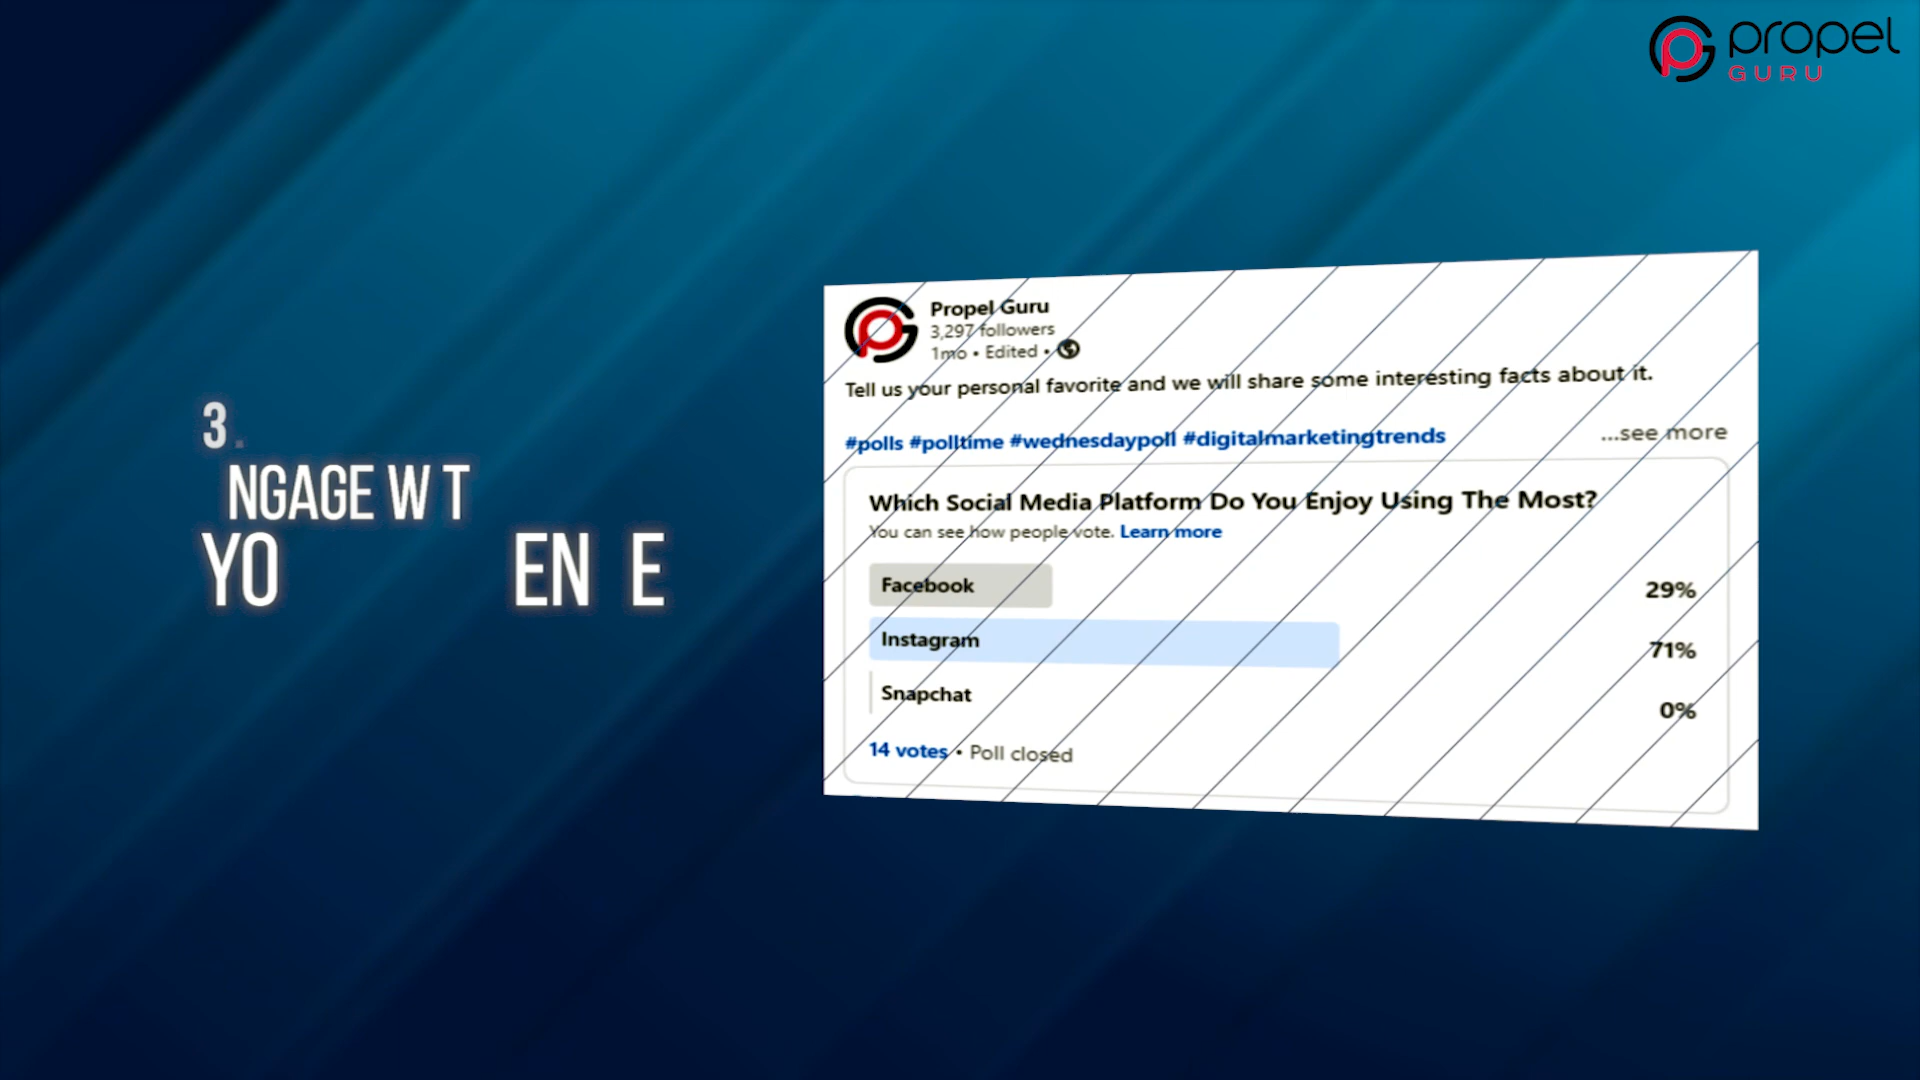 propel
GURU
3.
NGAGE W T
YO EN E
Propel Guru
3,297 followers
1mo • Edited •
Tell us your personal favorite and we will share some interesting facts about it.
#polls #polltime #wednesdaypoll #digitalmarketingtrends
...see more
Which Social Media Platform Do You Enjoy Using The Most?
You can see how people vote. Learn more
Facebook 29%
Instagram 71%
Snapchat 0%
14 votes • Poll closed